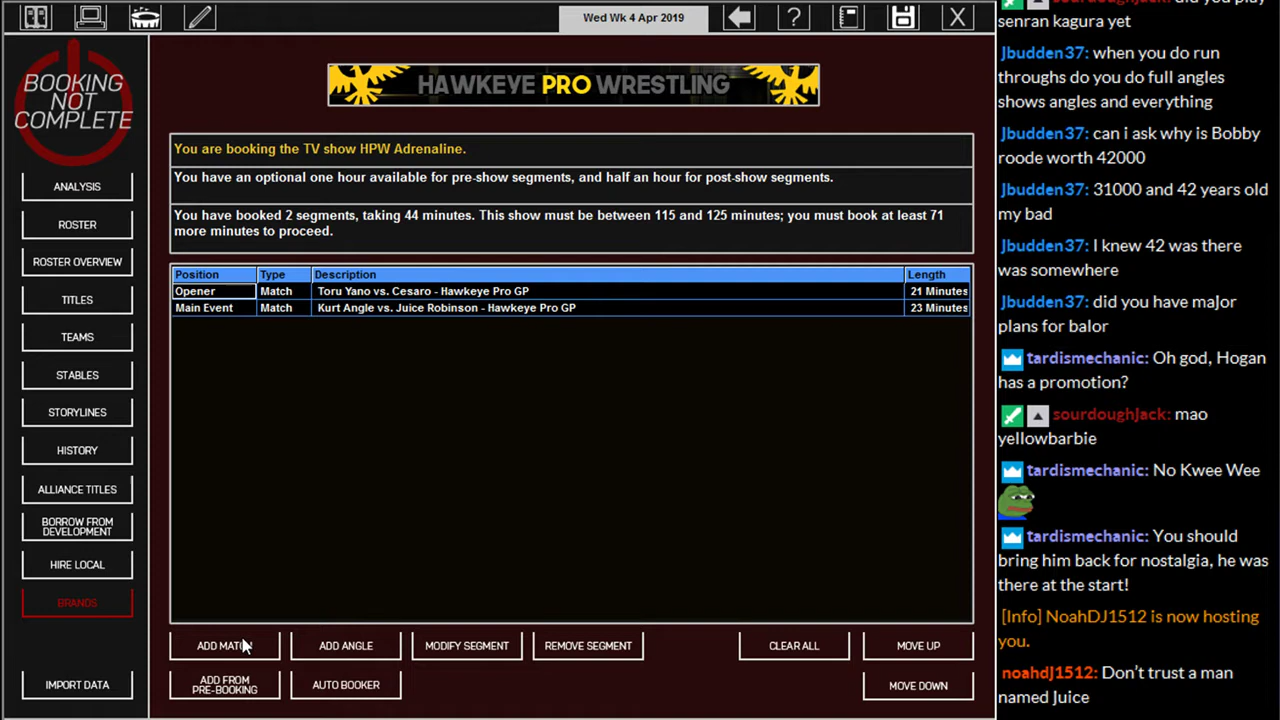 Wed Wk 4 Apr 2019
?
X
BOOKING
NOT
COMPLETE
HAWKEYE PRO WRESTLING
You are booking the TV show HPW Adrenaline.
You have an optional one hour available for pre-show segments, and half an hour for post-show segments.
You have booked 2 segments, taking 44 minutes. This show must be between 115 and 125 minutes; you must book at least 71
more minutes to proceed.
Position Type Description Length
Opener Match Toru Yano vs. Cesaro - Hawkeye Pro GP 21 Minutes
Main Event Match Kurt Angle vs. Juice Robinson - Hawkeye Pro GP 23 Minutes
ANALYSIS
ROSTER
ROSTER OVERVIEW
TITLES
TEAMS
STABLES
STORYLINES
HISTORY
ALLIANCE TITLES
BORROW FROM
DEVELOPMENT
HIRE LOCAL
BRANDS
IMPORT DATA
ADD MATCH
ADD ANGLE
MODIFY SEGMENT
REMOVE SEGMENT
CLEAR ALL
MOVE UP
ADD FROM
PRE-BOOKING
AUTO BOOKER
MOVE DOWN
sourdoughjack: did you play
senran kagura yet
Jbudden37: when you do run
throughs do you do full angles
shows angles and everything
Jbudden37: can i ask why is Bobby
roode worth 42000
Jbudden37: 31000 and 42 years old
my bad
Jbudden37: I knew 42 was there
was somewhere
Jbudden37: did you have maJor
plans for balor
tardismechanic: Oh god, Hogan
has a promotion?
sourdoughjack: mao
yellowbarbie
tardismechanic: No Kwee Wee
tardismechanic: You should
bring him back for nostalgia, he was
there at the start!
[Info] NoahDJ1512 is now hosting
you.
noahdJ1512: Don't trust a man
named Juice